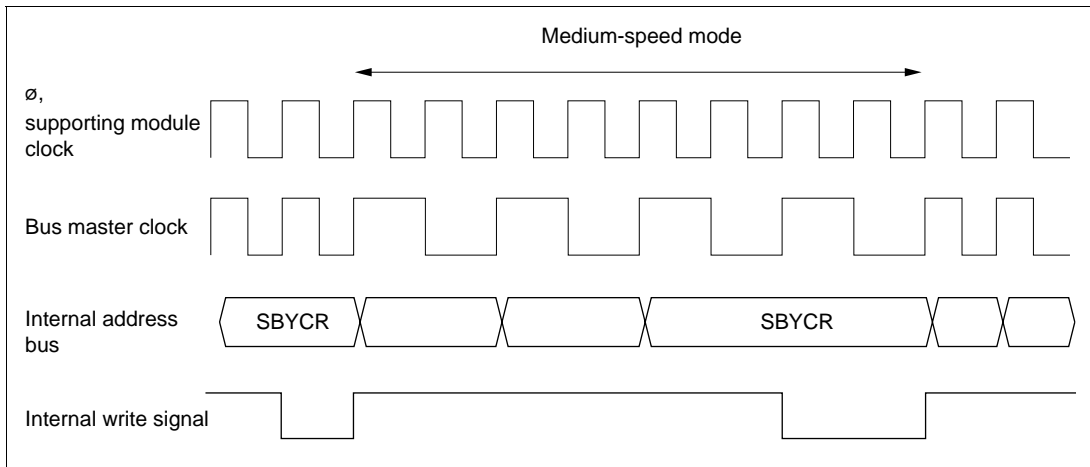 Medium-speed mode
ø,
supporting module
clock
Bus master clock
Internal address
bus
SBYCR
SBYCR
Internal write signal